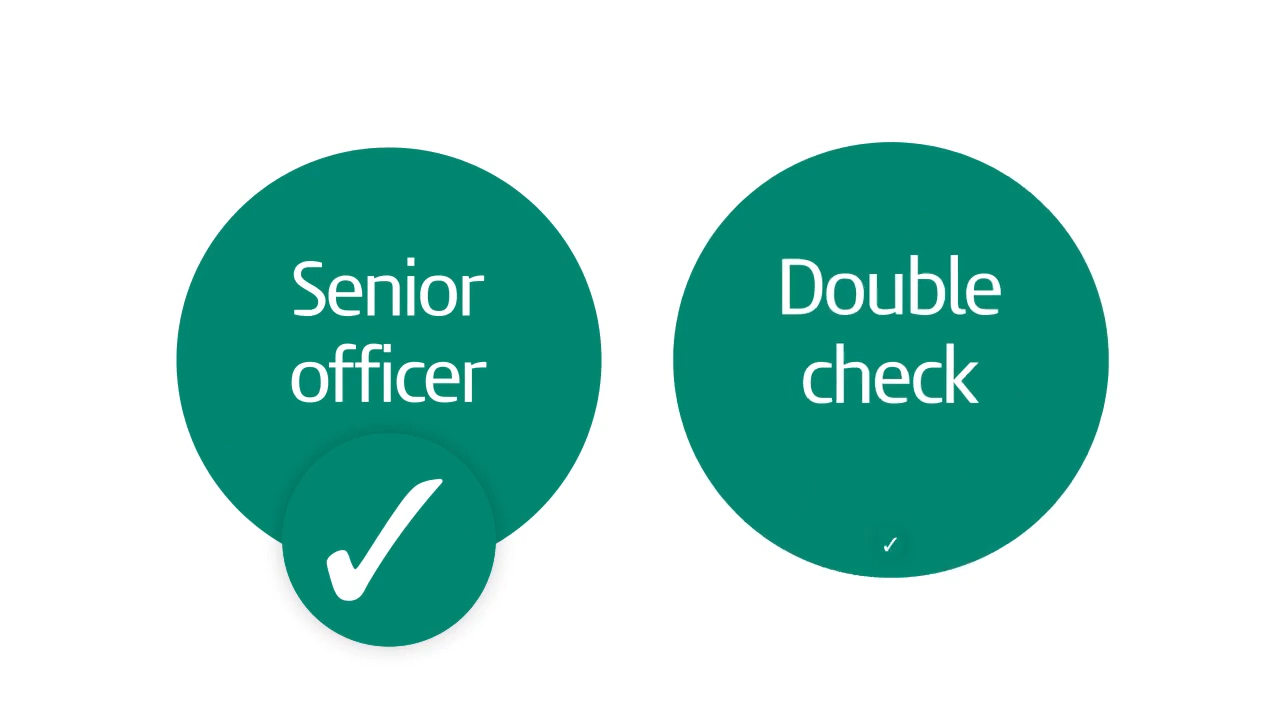 Senior
officer
✓
Double
check
✓